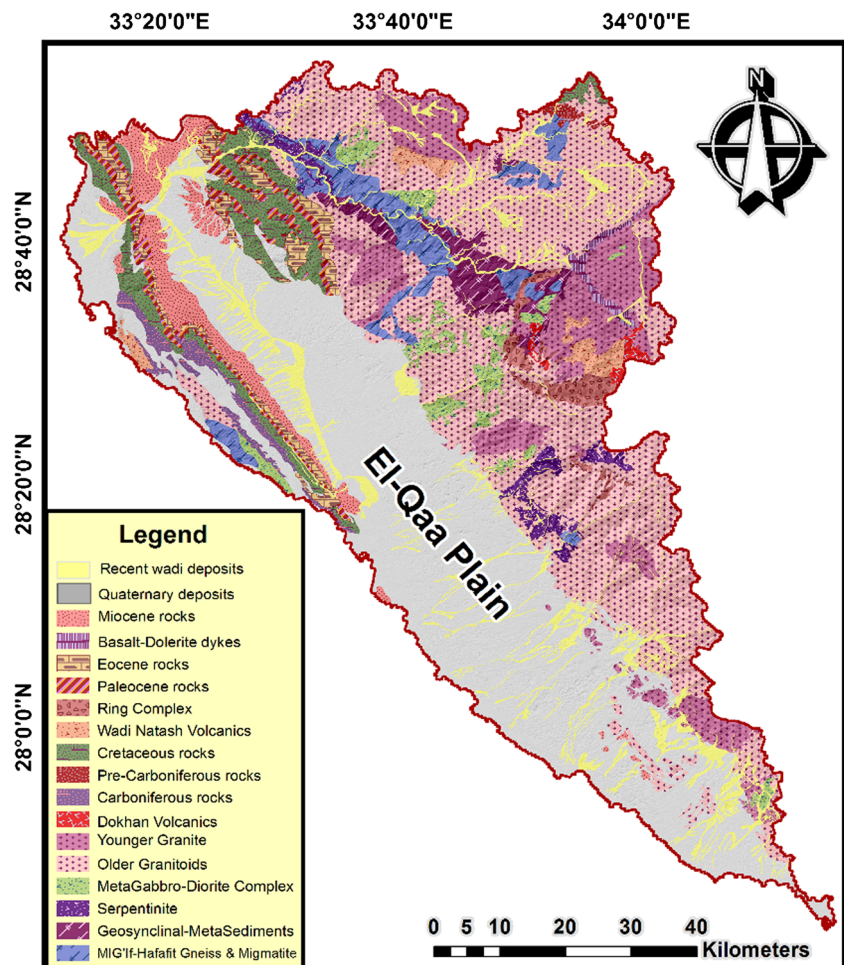 33°20'0"E 33°40'0"E 34°0'0"E
N
28°40'0"N
28°20'0"N
28°0'0"N
El-Qaa Plain
Legend
Recent wadi deposits
Quaternary deposits
Miocene rocks
Basalt-Dolerite dykes
Eocene rocks
Paleocene rocks
Ring Complex
Wadi Natash Volcanics
Cretaceous rocks
Pre-Carboniferous rocks
Carboniferous rocks
Dokhan Volcanics
Younger Granite
Older Granitoids
MetaGabbro-Diorite Complex
Serpentinite
Geosynclinal-MetaSediments
MIG'If-Hafafit Gneiss & Migmatite
0 5 10 20 30 40
Kilometers